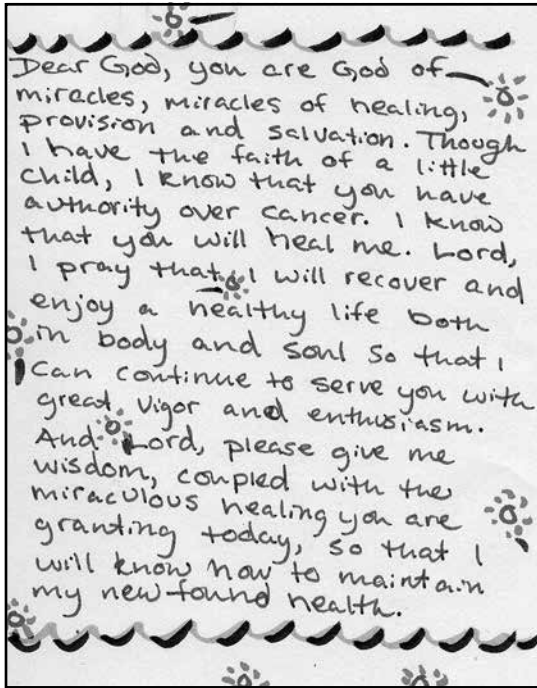 Dear God, you are God of
miracles, miracles of healing,
provision and salvation. Though
I have the faith of a little
child, I know that you have
authority over cancer. I know
that you will heal me. Lord,
I pray that I will recover and
enjoy a healthy life both
in body and soul so that I
can continue to serve you with
great vigor and enthusiasm.
And Lord, please give me
wisdom, coupled with the
miraculous healing you are
granting today, so that I
will know how to maintain
my newfound health.